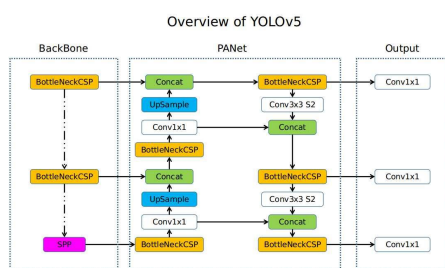 Overview of YOLOv5
BackBone PANet Output
BottleNeckCSP Concat BottleNeckCSP Conv1x1
UpSample Conv3x3 S2
Conv1x1 Concat
BottleNeckCSP
BottleNeckCSP Concat BottleNeckCSP Conv1x1
UpSample Conv3x3 S2
Conv1x1 Concat
SPP BottleNeckCSP BottleNeckCSP Conv1x1